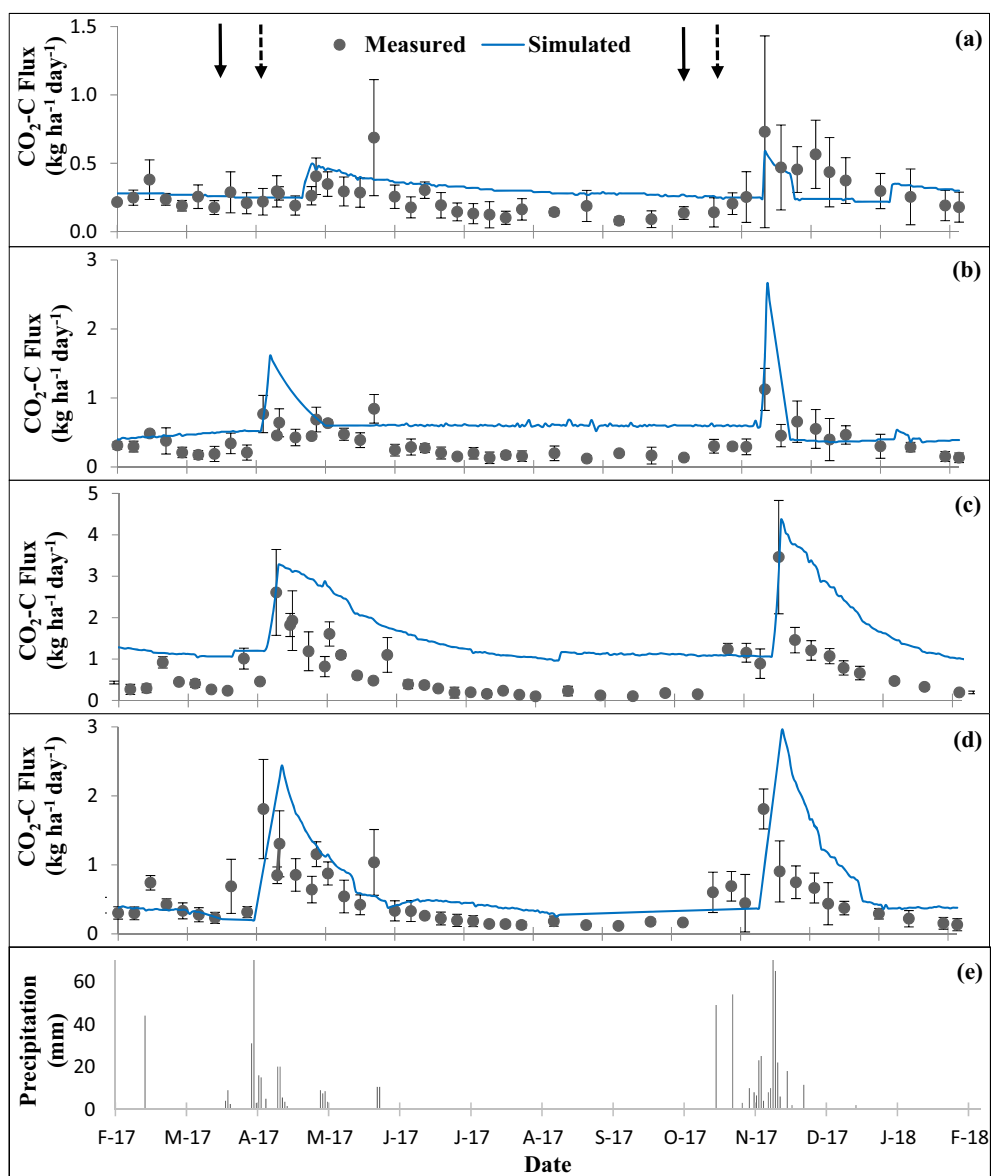 1.5
1.0
0.5
0.0
CO₂-C Flux
(kg ha⁻¹ day⁻¹)
Measured
Simulated
(a)
3
2
1
0
CO₂-C Flux
(kg ha⁻¹ day⁻¹)
(b)
5
4
3
2
1
0
CO₂-C Flux
(kg ha⁻¹ day⁻¹)
(c)
3
2
1
0
CO₂-C Flux
(kg ha⁻¹ day⁻¹)
(d)
60
40
20
0
Precipitation
(mm)
(e)
F-17 M-17 A-17 M-17 J-17 J-17 A-17 S-17 O-17 N-17 D-17 J-18 F-18
Date